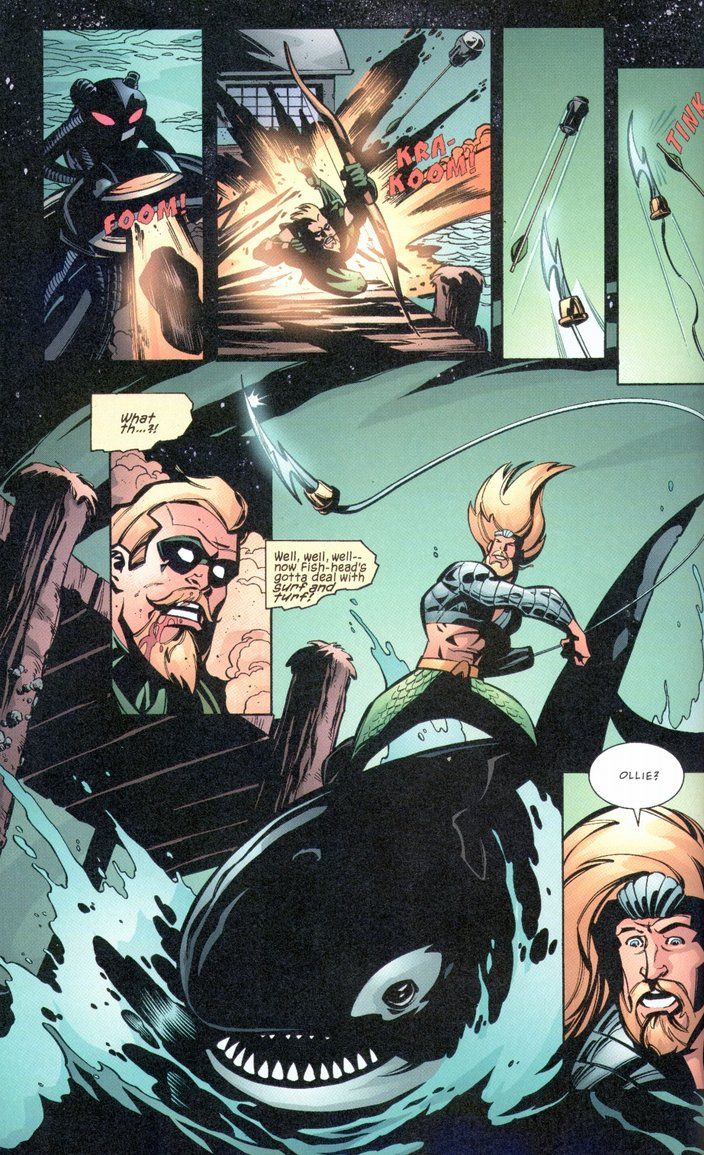 FOOM!
KRA-
KOOM!
TINK
What
th...?!
Well, well, well--
now Fish-head's
gotta deal with
surf and
turf?
OLLIE?